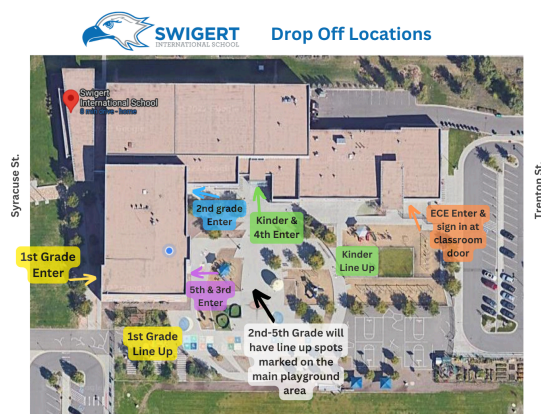 SWIGERT
INTERNATIONAL SCHOOL
Drop Off Locations
Swigert
International School
Syracuse St.
Trenton St.
2nd grade
Enter
Kinder &
4th Enter
ECE Enter &
sign in at
classroom
door
1st Grade
Enter
Kinder
Line Up
5th & 3rd
Enter
1st Grade
Line Up
2nd-5th Grade will
have line up spots
marked on the
main playground
area